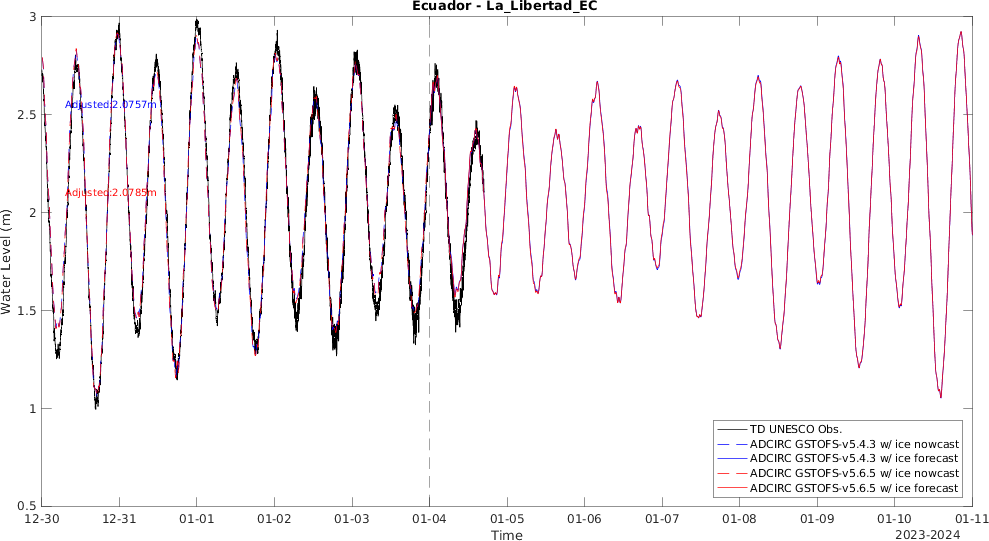 Ecuador - La_Libertad_EC
3
2.5
2
1.5
1
0.5
Water Level (m)
Adjusted:2.0757m
Adjusted:2.0785m
TD UNESCO Obs.
ADCIRC GSTOFS-v5.4.3 w/ ice nowcast
ADCIRC GSTOFS-v5.4.3 w/ ice forecast
ADCIRC GSTOFS-v5.6.5 w/ ice nowcast
ADCIRC GSTOFS-v5.6.5 w/ ice forecast
12-30 12-31 01-01 01-02 01-03 01-04 01-05 01-06 01-07 01-08 01-09 01-10 01-11
Time
2023-2024